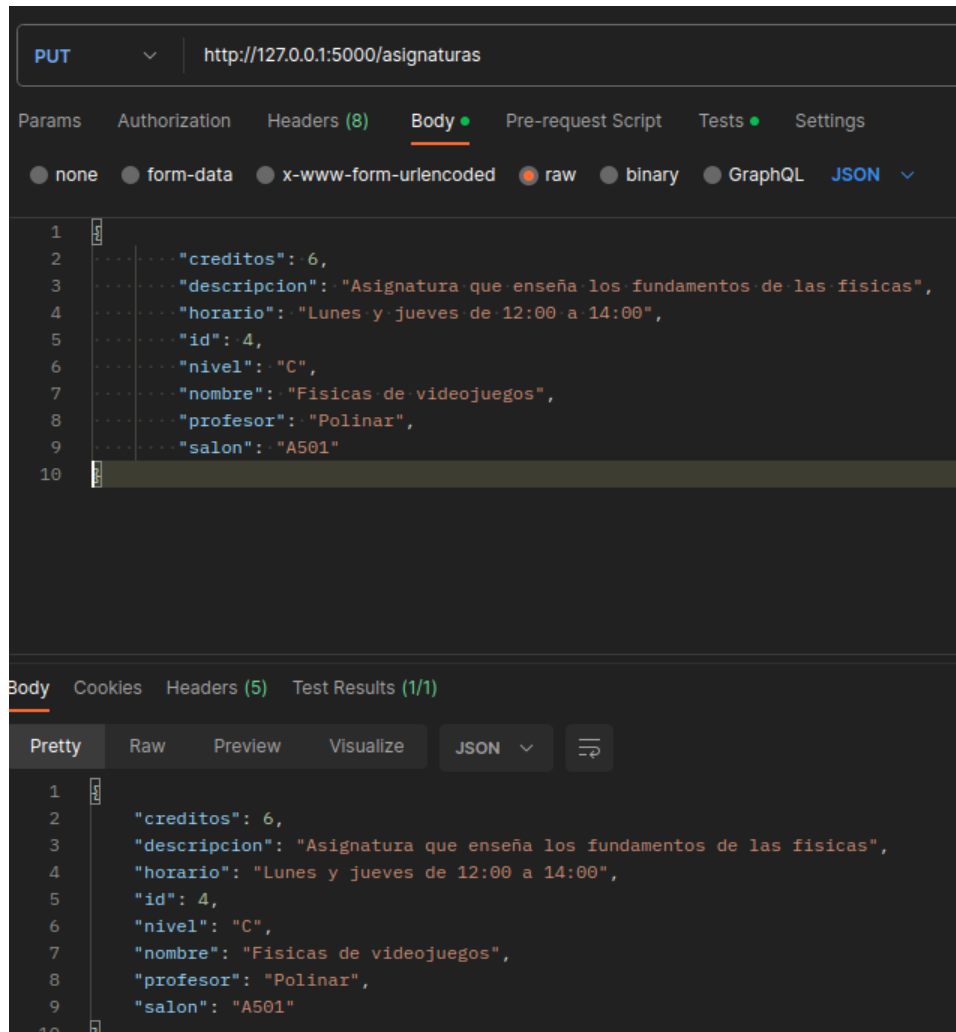 PUT http://127.0.0.1:5000/asignaturas
Params Authorization Headers (8) Body Pre-request Script Tests Settings
none form-data x-www-form-urlencoded raw binary GraphQL JSON
1 {
2 "creditos": 6,
3 "descripcion": "Asignatura que enseña los fundamentos de las fisicas",
4 "horario": "Lunes y jueves de 12:00 a 14:00",
5 "id": 4,
6 "nivel": "C",
7 "nombre": "Fisicas de videojuegos",
8 "profesor": "Polinar",
9 "salon": "A501"
10 }
Body Cookies Headers (5) Test Results (1/1)
Pretty Raw Preview Visualize JSON
1 {
2 "creditos": 6,
3 "descripcion": "Asignatura que enseña los fundamentos de las fisicas",
4 "horario": "Lunes y jueves de 12:00 a 14:00",
5 "id": 4,
6 "nivel": "C",
7 "nombre": "Fisicas de videojuegos",
8 "profesor": "Polinar",
9 "salon": "A501"
10 }